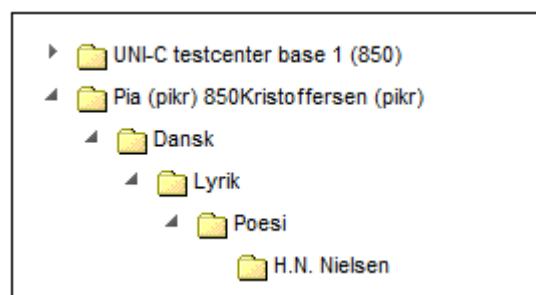 UNI-C testcenter base 1 (850)
Pia (pikr) 850Kristoffersen (pikr)
Dansk
Lyrik
Poesi
H.N. Nielsen